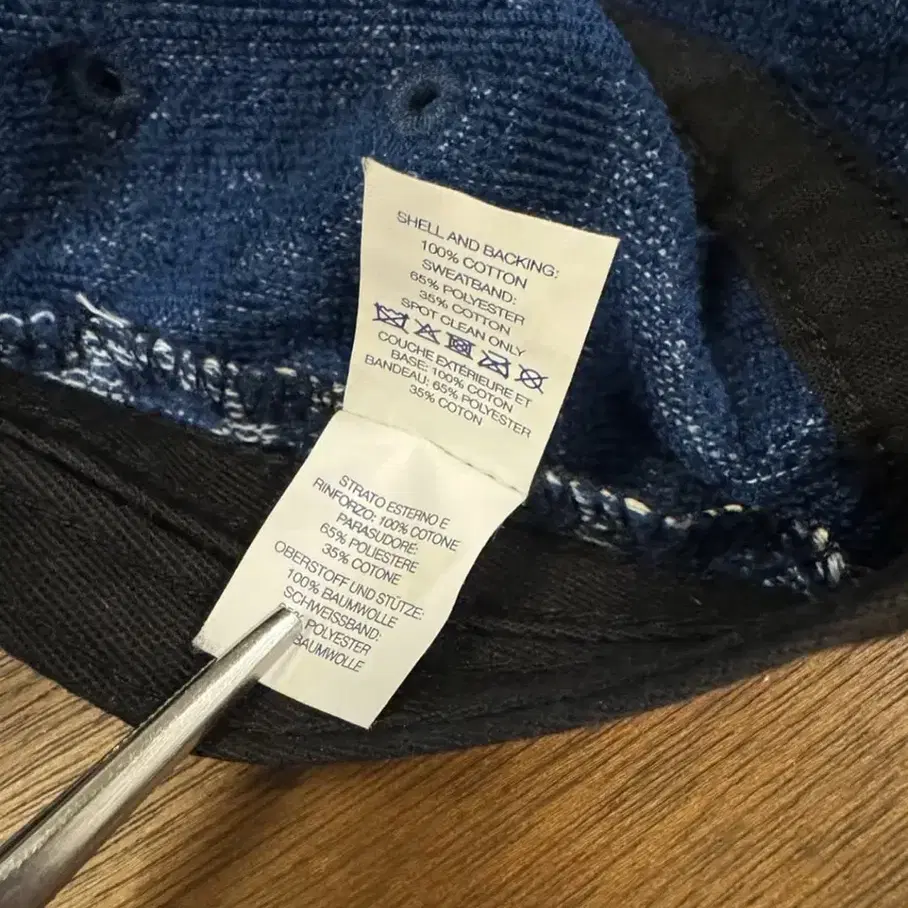 SHELL AND BACKING:
100% COTTON
SWEATBAND:
65% POLYESTER
35% COTTON
SPOT CLEAN ONLY
COUCHE EXTÉRIEURE ET
BASE: 100% COTTON
BANDEAU: 65% POLYESTER
35% COTON
STRATO ESTERNO E
RINFORZO: 100% COTONE
PARASUDORE:
65% POLIESTERE
35% COTONE
OBERSTOFF UND STÜTZE:
100% BAUMWOLLE
SCHWEISSBAND:
% POLYESTER
BAUMWOLLE